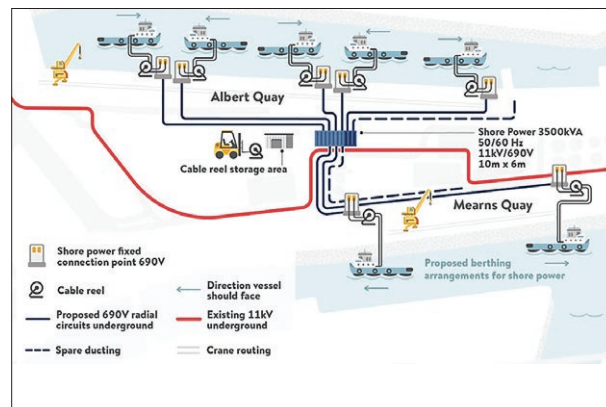 Albert Quay
Shore Power 3500kVA
50/60 Hz
11kV/690V
10m x 6m
Cable reel storage area
Mearns Quay
Shore power fixed
connection point 690V
Proposed berthing
arrangements for shore power
Cable reel
Direction vessel
should face
Proposed 690V radial
circuits underground
Existing 11kV
underground
Spare ducting
Crane routing